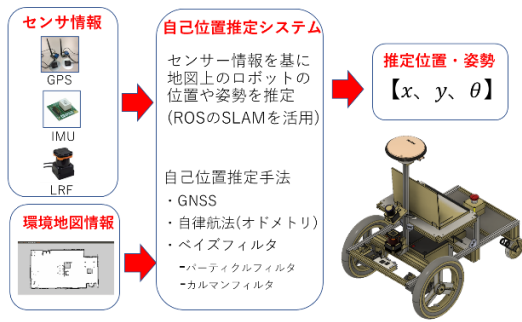 センサ情報
GPS
IMU
LRF
環境地図情報
自己位置推定システム
センサー情報を基に
地図上のロボットの
位置や姿勢を推定
(ROSのSLAMを活用)
自己位置推定手法
・GNSS
・自律航法(オドメトリ)
・ベイズフィルタ
-パーティクルフィルタ
-カルマンフィルタ
推定位置・姿勢
【x、y、θ】